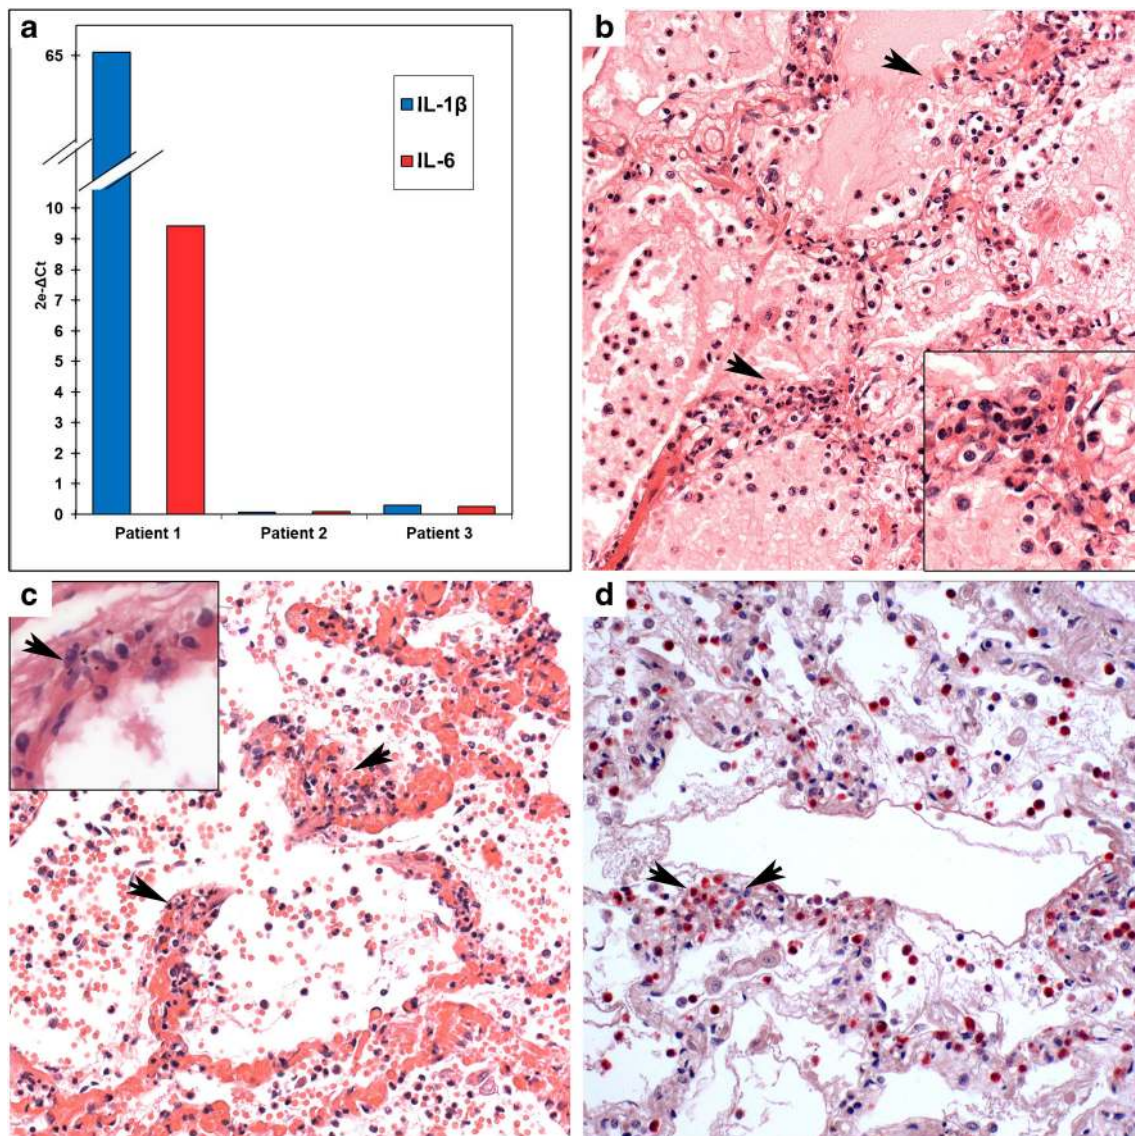 a
65
10
9
8
7
6
5
4
3
2
1
0
2e-ΔCt
IL-1β
IL-6
Patient 1
Patient 2
Patient 3
b
c
d